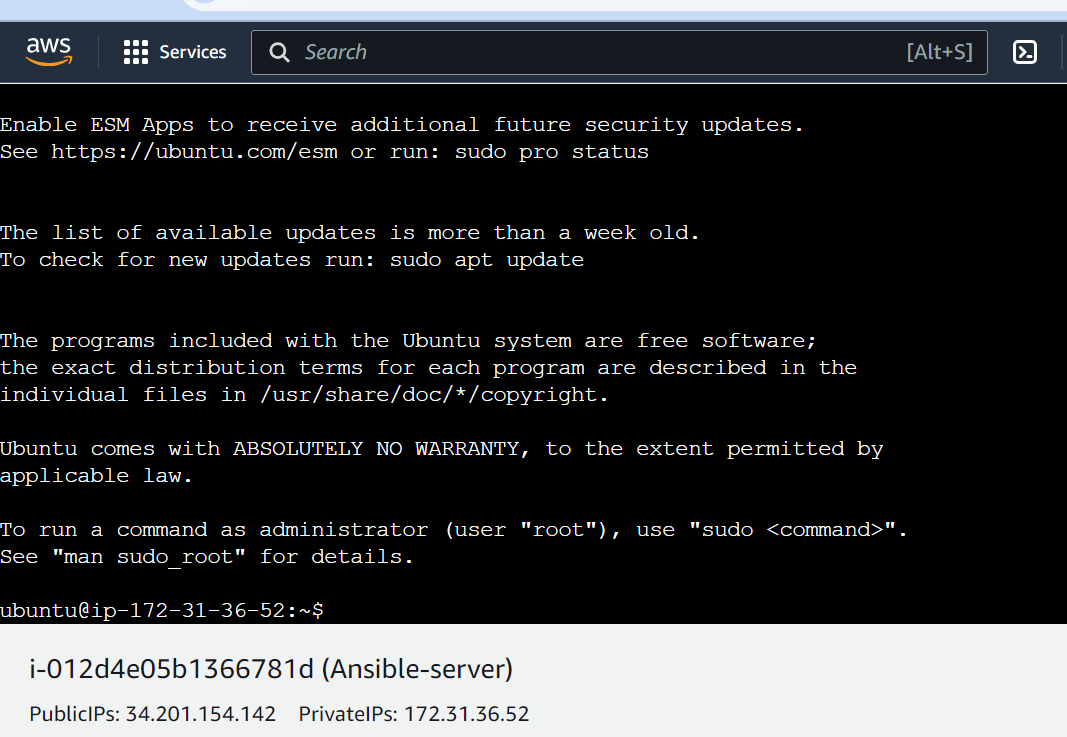 aws
Services
Search
[Alt+S]
Enable ESM Apps to receive additional future security updates.
See https://ubuntu.com/esm or run: sudo pro status
The list of available updates is more than a week old.
To check for new updates run: sudo apt update
The programs included with the Ubuntu system are free software;
the exact distribution terms for each program are described in the
individual files in /usr/share/doc/*/copyright.
Ubuntu comes with ABSOLUTELY NO WARRANTY, to the extent permitted by
applicable law.
To run a command as administrator (user "root"), use "sudo <command>".
See "man sudo_root" for details.
ubuntu@ip-172-31-36-52:~$
i-012d4e05b1366781d (Ansible-server)
PublicIPs: 34.201.154.142 PrivateIPs: 172.31.36.52